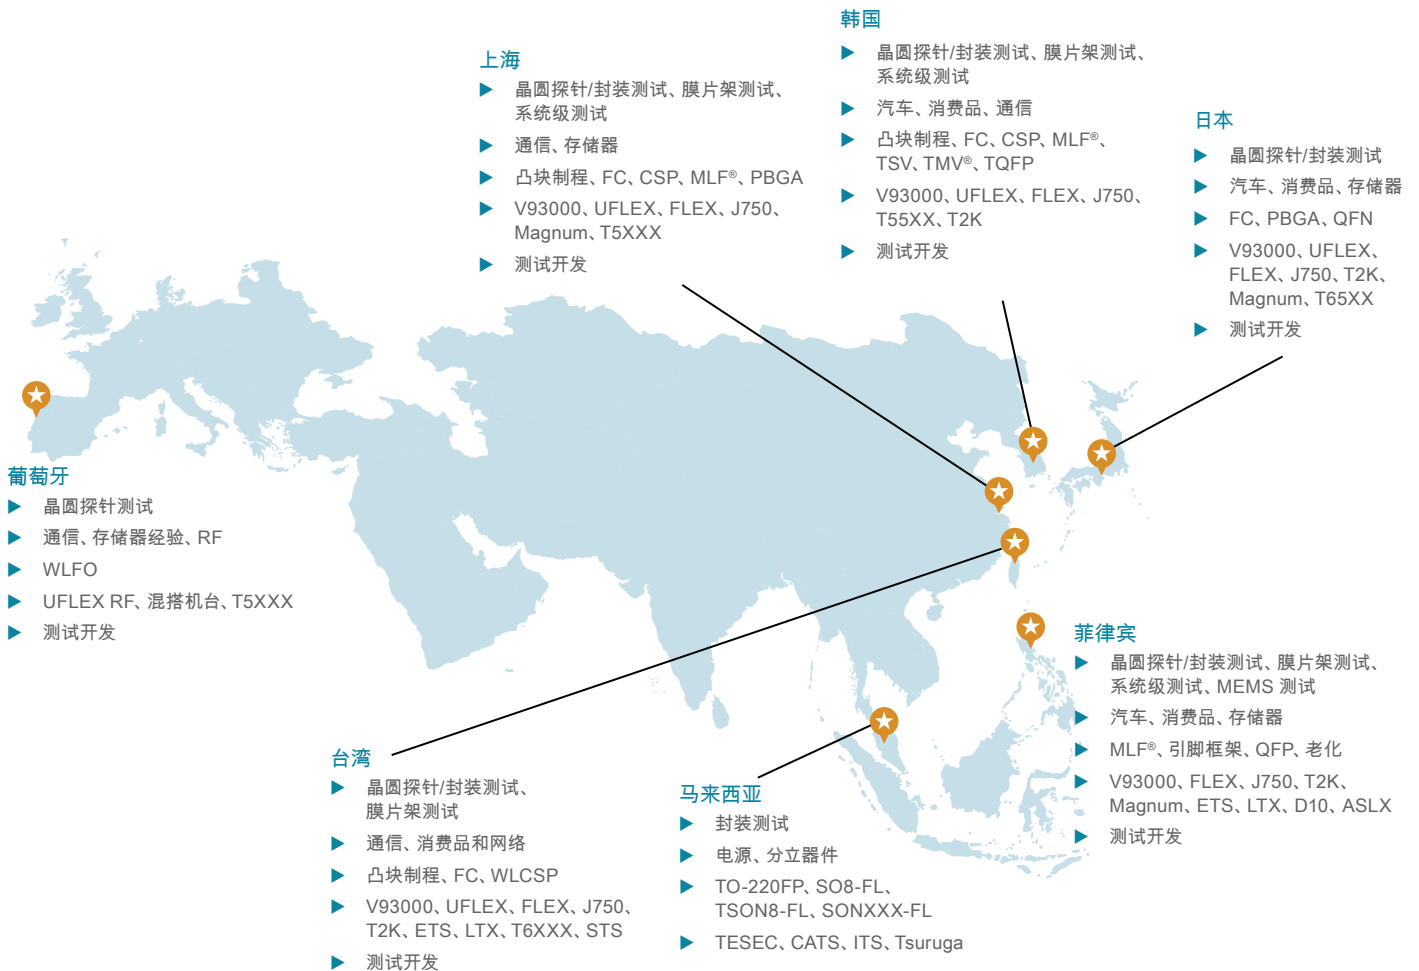 韩国
晶圆探针/封装测试、膜片架测试、
系统级测试
汽车、消费品、通信
凸块制程、FC、CSP、MLF®、
TSV、TMV®、TQFP
V93000、UFLEX、FLEX、J750、
T55XX、T2K
测试开发
上海
晶圆探针/封装测试、膜片架测试、
系统级测试
通信、存储器
凸块制程、FC、CSP、MLF®、PBGA
V93000、UFLEX、FLEX、J750、
Magnum、T5XXX
测试开发
日本
晶圆探针/封装测试
汽车、消费品、存储器
FC、PBGA、QFN
V93000、UFLEX、
FLEX、J750、T2K、
Magnum、T65XX
测试开发
葡萄牙
晶圆探针测试
通信、存储器经验、RF
WLFO
UFLEX RF、混搭机台、T5XXX
测试开发
菲律宾
晶圆探针/封装测试、膜片架测试、
系统级测试、MEMS 测试
汽车、消费品、存储器
MLF®、引脚框架、QFP、老化
V93000、FLEX、J750、T2K、
Magnum、ETS、LTX、D10、ASLX
测试开发
台湾
晶圆探针/封装测试、
膜片架测试
通信、消费品和网络
凸块制程、FC、WLCSP
V93000、UFLEX、FLEX、J750、
T2K、ETS、LTX、T6XXX、STS
测试开发
马来西亚
封装测试
电源、分立器件
TO-220FP、SO8-FL、
TSON8-FL、SONXXX-FL
TESEC、CATS、ITS、Tsuruga